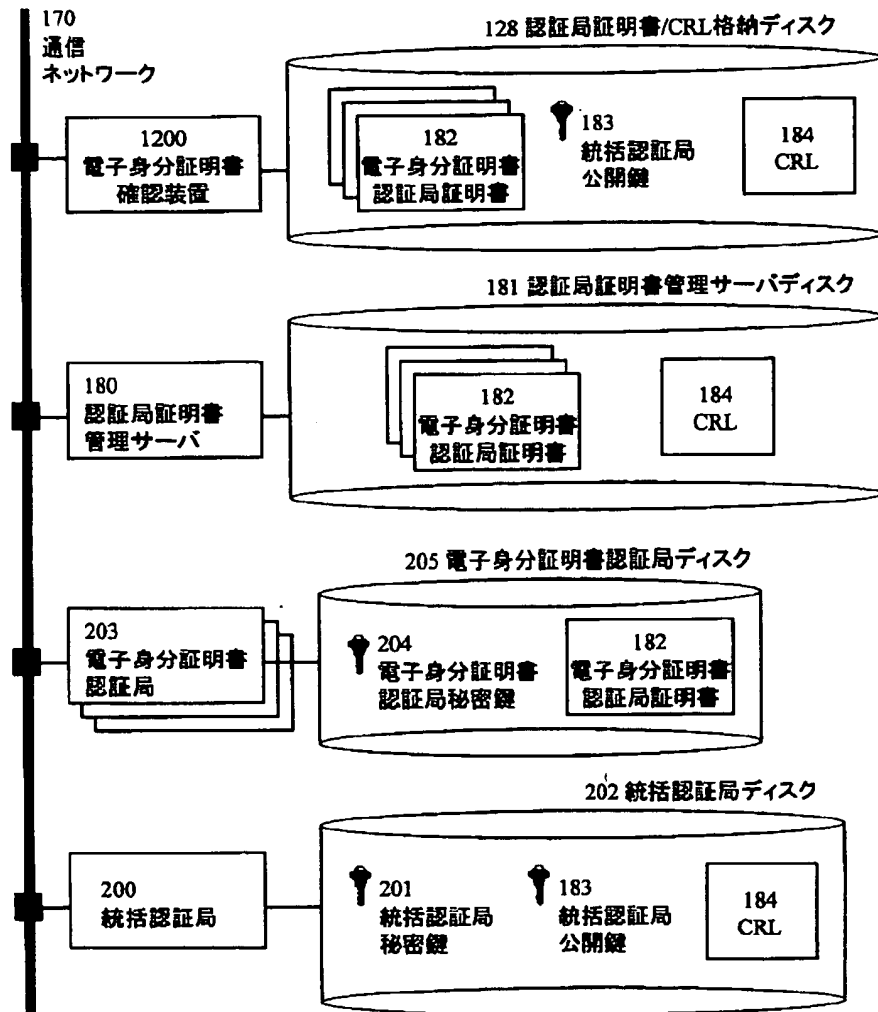 170
通信
ネットワーク
128 認証局証明書/CRL格納ディスク
1200
電子身分証明書
確認装置
182
電子身分証明書
認証局証明書
183
統括認証局
公開鍵
184
CRL
181 認証局証明書管理サーバディスク
180
認証局証明書
管理サーバ
182
電子身分証明書
認証局証明書
184
CRL
205 電子身分証明書認証局ディスク
203
電子身分証明書
認証局
204
電子身分証明書
認証局秘密鍵
182
電子身分証明書
認証局証明書
202 統括認証局ディスク
200
統括認証局
201
統括認証局
秘密鍵
183
統括認証局
公開鍵
184
CRL